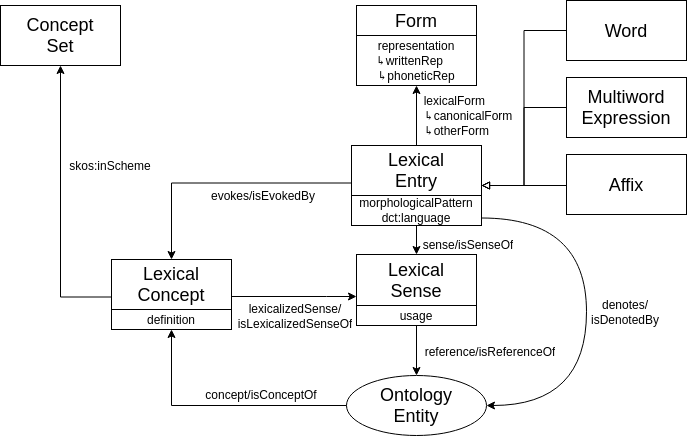 Concept
Set
Form
representation
↳writtenRep
↳phoneticRep
Word
Multiword
Expression
Affix
lexicalForm
↳canonicalForm
↳otherForm
skos:inScheme
Lexical
Entry
morphologicalPattern
dct:language
evokes/isEvokedBy
sense/isSenseOf
Lexical
Concept
definition
lexicalizedSense/
isLexicalizedSenseOf
Lexical
Sense
usage
denotes/
isDenotedBy
reference/isReferenceOf
concept/isConceptOf
Ontology
Entity